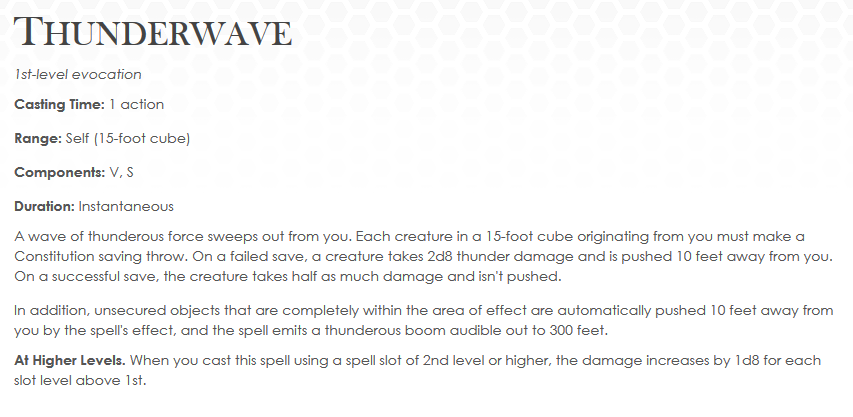 THUNDERWAVE
1st-level evocation
Casting Time: 1 action
Range: Self (15-foot cube)
Components: V, S
Duration: Instantaneous
A wave of thunderous force sweeps out from you. Each creature in a 15-foot cube originating from you must make a
Constitution saving throw. On a failed save, a creature takes 2d8 thunder damage and is pushed 10 feet away from you.
On a successful save, the creature takes half as much damage and isn't pushed.
In addition, unsecured objects that are completely within the area of effect are automatically pushed 10 feet away from
you by the spell's effect, and the spell emits a thunderous boom audible out to 300 feet.
At Higher Levels. When you cast this spell using a spell slot of 2nd level or higher, the damage increases by 1d8 for each
slot level above 1st.